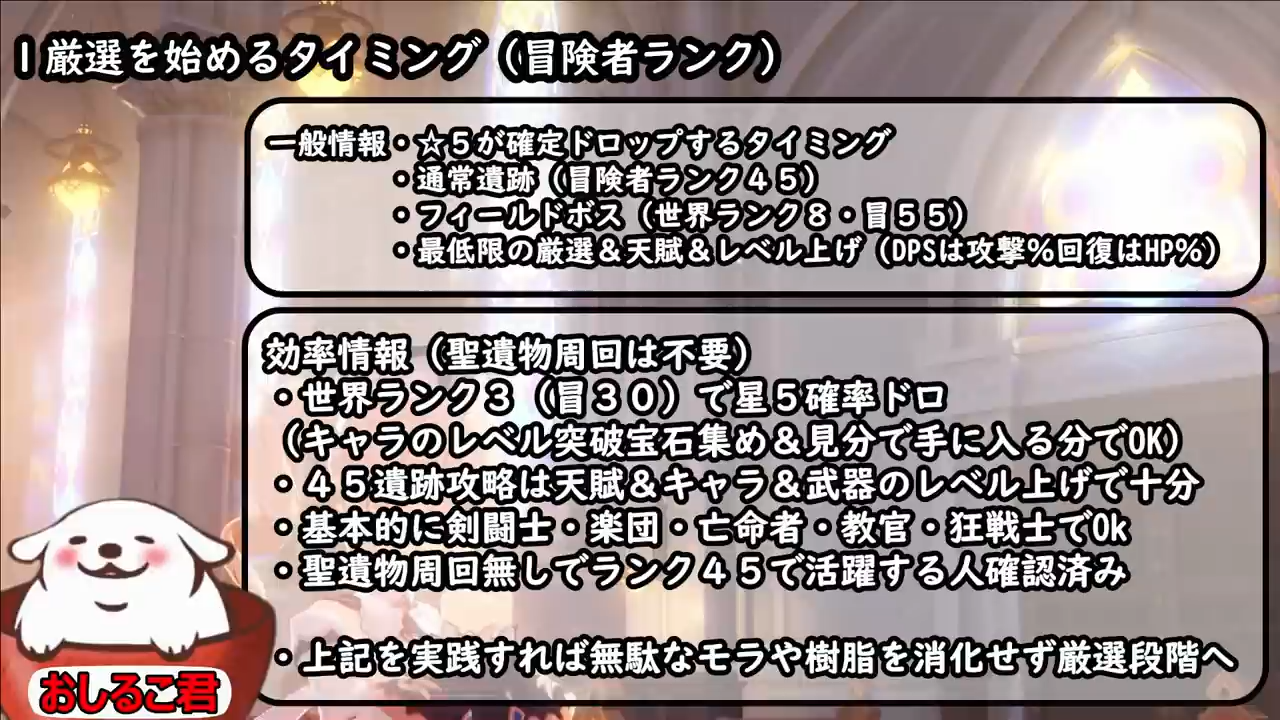 1厳選を始めるタイミング（冒険者ランク）
一般情報・☆５が確定ドロップするタイミング
・通常遺跡（冒険者ランク４５）
・フィールドボス（世界ランク８・冒５５）
・最低限の厳選＆天賦＆レベル上げ（DPSは攻撃％回復はHP％）
効率情報（聖遺物周回は不要）
・世界ランク３（冒３０）で星５確率ドロ
（キャラのレベル突破宝石集め＆見分で手に入る分でOK）
・４５遺跡攻略は天賦＆キャラ＆武器のレベル上げで十分
・基本的に剣闘士・楽団・亡命者・教官・狂戦士でOk
・聖遺物周回無しでランク４５で活躍する人確認済み
・上記を実践すれば無駄なモラや樹脂を消化せず厳選段階へ
おしるこ君